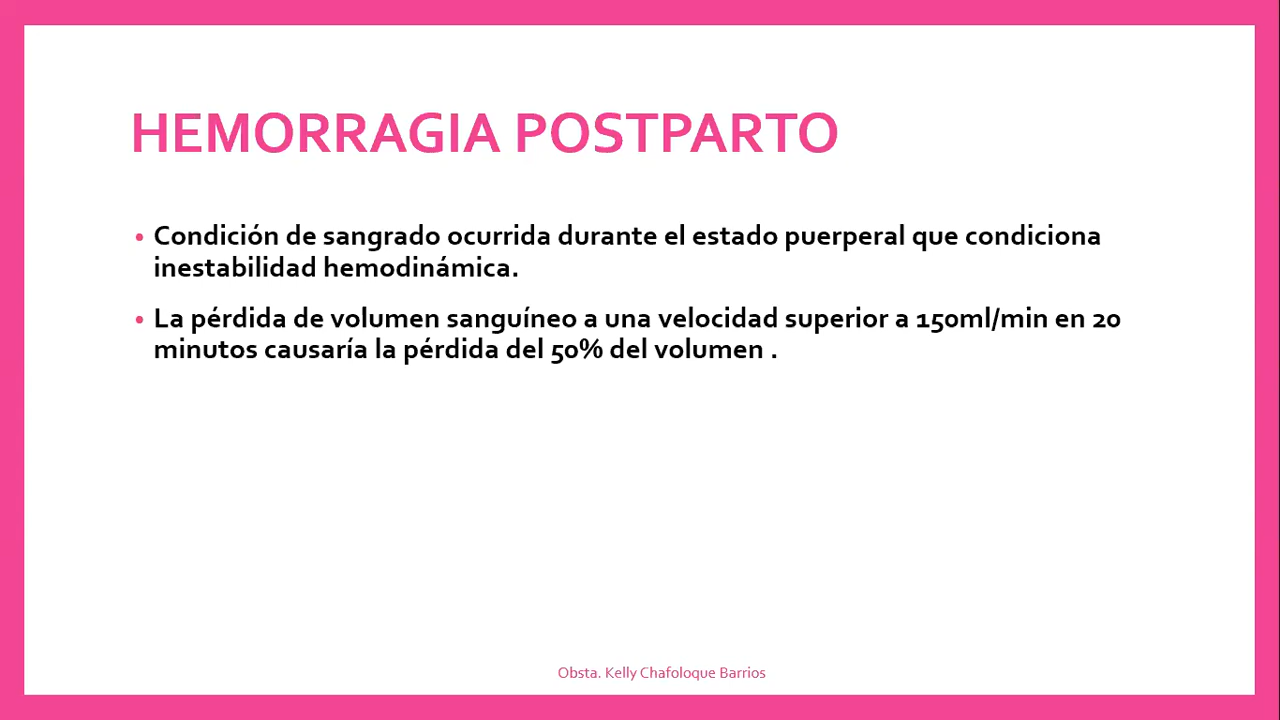 HEMORRAGIA POSTPARTO
• Condición de sangrado ocurrida durante el estado puerperal que condiciona
inestabilidad hemodinámica.
• La pérdida de volumen sanguíneo a una velocidad superior a 150ml/min en 20
minutos causaría la pérdida del 50% del volumen .
Obsta. Kelly Chafoloque Barrios